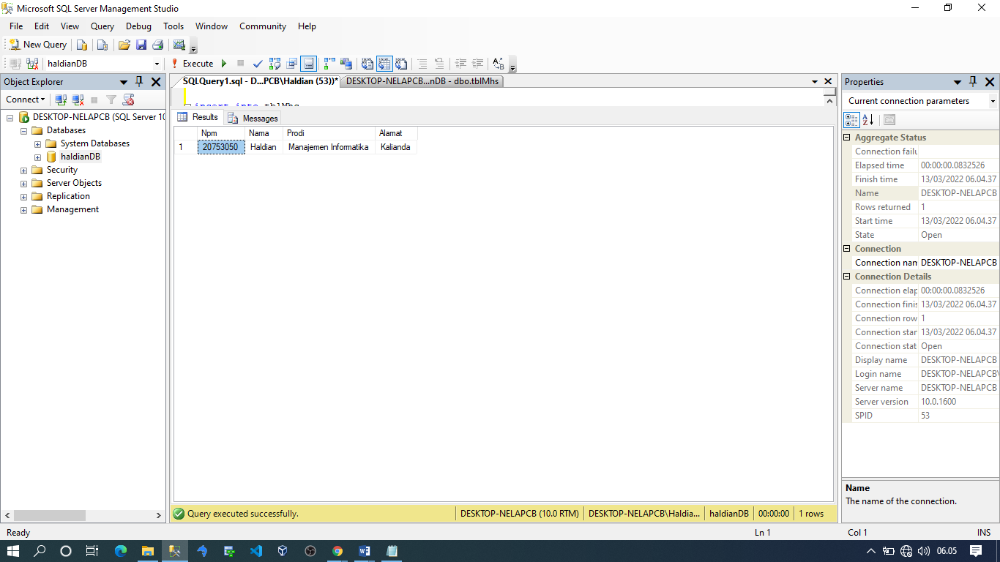 Microsoft SQL Server Management Studio
File Edit View Query Debug Tools Window Community Help
New Query
haldianDB Execute
Object Explorer
Connect
DESKTOP-NELAPCB (SQL Server 10
Databases
System Databases
haldianDB
Security
Server Objects
Replication
Management
SQLQuery1.sql - D...PCB\Haldian (53))* DESKTOP-NELAPCB...nDB - dbo.tblMhs
insert into tblMhs
Results Messages
Npm Nama Prodi Alamat
1 20753050 Haldian Manajemen Informatika Kalianda
Query executed successfully. DESKTOP-NELAPCB (10.0 RTM) DESKTOP-NELAPCB\Haldia... haldianDB 00:00:00 1 rows
Properties
Current connection parameters
Aggregate Status
Connection failu
Elapsed time 00:00:00.0832526
Finish time 13/03/2022 06.04.37
Name DESKTOP-NELAPCB
Rows returned 1
Start time 13/03/2022 06.04.37
State Open
Connection
Connection nam DESKTOP-NELAPCB
Connection Details
Connection elap 00:00:00.0832526
Connection finis 13/03/2022 06.04.37
Connection row 1
Connection star 13/03/2022 06.04.37
Connection stat Open
Display name DESKTOP-NELAPCB
Login name DESKTOP-NELAPCB\
Server name DESKTOP-NELAPCB
Server version 10.0.1600
SPID 53
Name
The name of the connection.
Ready Ln 1 Col 1 INS
06.05